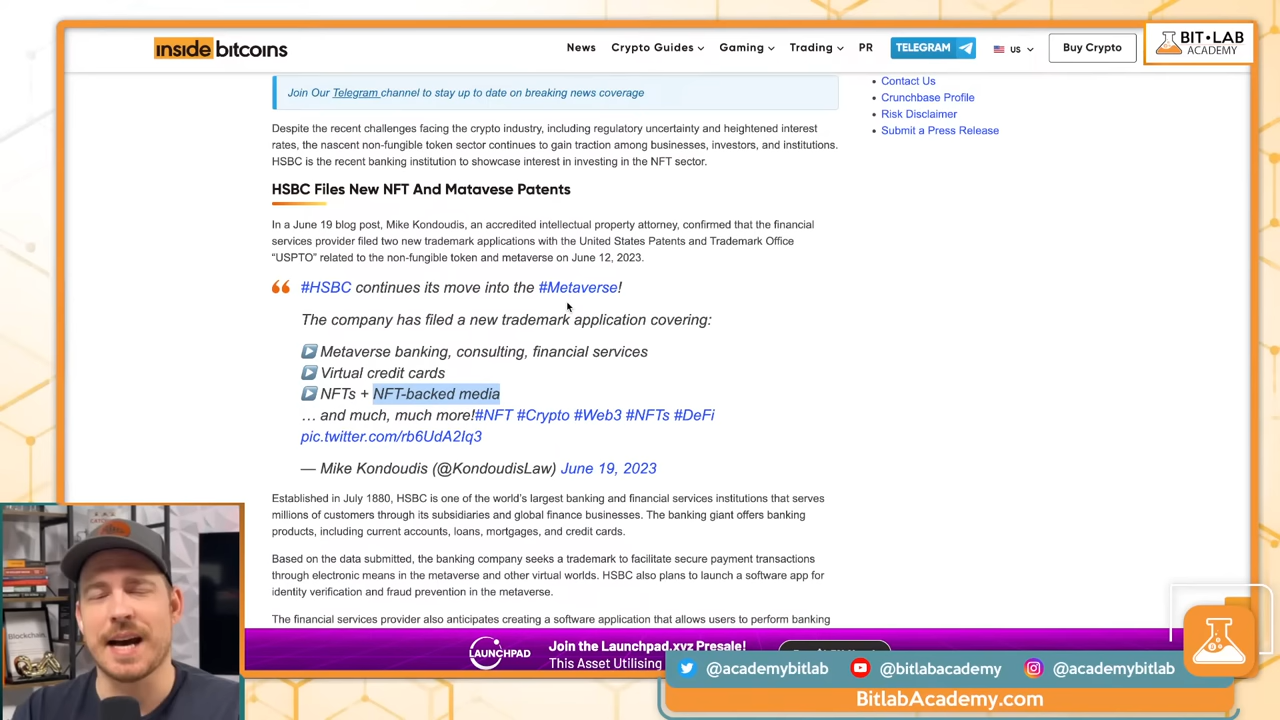 inside bitcoins
News Crypto Guides Gaming Trading PR TELEGRAM US Buy Crypto
BIT•LAB
ACADEMY
Join Our Telegram channel to stay up to date on breaking news coverage
Contact Us
Crunchbase Profile
Risk Disclaimer
Submit a Press Release
Despite the recent challenges facing the crypto industry, including regulatory uncertainty and heightened interest
rates, the nascent non-fungible token sector continues to gain traction among businesses, investors, and institutions.
HSBC is the recent banking institution to showcase interest in investing in the NFT sector.
HSBC Files New NFT And Matavese Patents
In a June 19 blog post, Mike Kondoudis, an accredited intellectual property attorney, confirmed that the financial
services provider filed two new trademark applications with the United States Patents and Trademark Office
“USPTO” related to the non-fungible token and metaverse on June 12, 2023.
#HSBC continues its move into the #Metaverse!
The company has filed a new trademark application covering:
Metaverse banking, consulting, financial services
Virtual credit cards
NFTs + NFT-backed media
… and much, much more!#NFT #Crypto #Web3 #NFTs #DeFi
pic.twitter.com/rb6UdA2Iq3
— Mike Kondoudis (@KondoudisLaw) June 19, 2023
Established in July 1880, HSBC is one of the world’s largest banking and financial services institutions that serves
millions of customers through its subsidiaries and global finance businesses. The banking giant offers banking
products, including current accounts, loans, mortgages, and credit cards.
Based on the data submitted, the banking company seeks a trademark to facilitate secure payment transactions
through electronic means in the metaverse and other virtual worlds. HSBC also plans to launch a software app for
identity verification and fraud prevention in the metaverse.
The financial services provider also anticipates creating a software application that allows users to perform banking
LAUNCHPAD
Join the Launchpad.xyz Presale!
This Asset Utilising
Blockchain
@academybitlab @bitlabacademy @academybitlab
BitlabAcademy.com